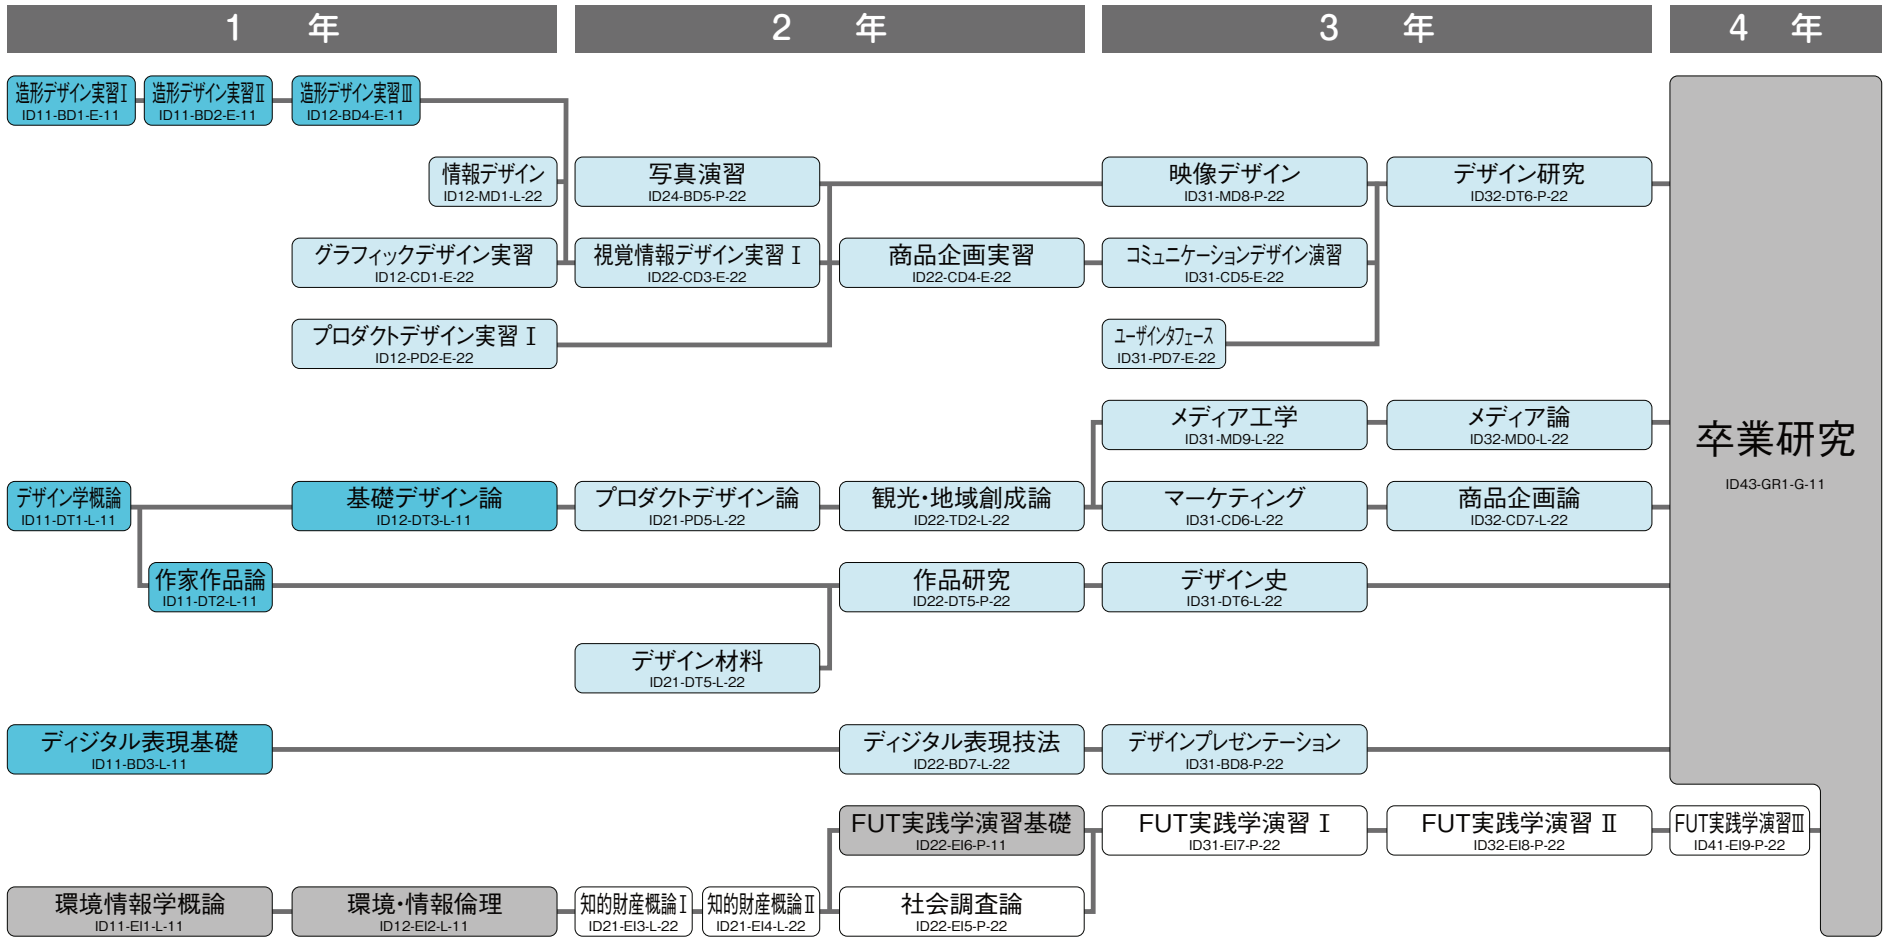 1 年
2 年
3 年
4 年
造形デザイン実習Ⅰ
ID11-BD1-E-11
造形デザイン実習Ⅱ
ID11-BD2-E-11
造形デザイン実習Ⅲ
ID12-BD4-E-11
情報デザイン
ID12-MD1-L-22
写真演習
ID24-BD5-P-22
映像デザイン
ID31-MD8-P-22
デザイン研究
ID32-DT6-P-22
グラフィックデザイン実習
ID12-CD1-E-22
視覚情報デザイン実習 Ⅰ
ID22-CD3-E-22
商品企画実習
ID22-CD4-E-22
コミュニケーションデザイン演習
ID31-CD5-E-22
プロダクトデザイン実習 Ⅰ
ID12-PD2-E-22
ユーザインタフェース
ID31-PD7-E-22
メディア工学
ID31-MD9-L-22
メディア論
ID32-MD0-L-22
卒業研究
ID43-GR1-G-11
デザイン学概論
ID11-DT1-L-11
基礎デザイン論
ID12-DT3-L-11
プロダクトデザイン論
ID21-PD5-L-22
観光・地域創成論
ID22-TD2-L-22
マーケティング
ID31-CD6-L-22
商品企画論
ID32-CD7-L-22
作家作品論
ID11-DT2-L-11
作品研究
ID22-DT5-P-22
デザイン史
ID31-DT6-L-22
デザイン材料
ID21-DT5-L-22
ディジタル表現基礎
ID11-BD3-L-11
ディジタル表現技法
ID22-BD7-L-22
デザインプレゼンテーション
ID31-BD8-P-22
FUT実践学演習基礎
ID22-EI6-P-11
FUT実践学演習 Ⅰ
ID31-EI7-P-22
FUT実践学演習 Ⅱ
ID32-EI8-P-22
FUT実践学演習Ⅲ
ID41-EI9-P-22
環境情報学概論
ID11-EI1-L-11
環境・情報倫理
ID12-EI2-L-11
知的財産概論Ⅰ
ID21-EI3-L-22
知的財産概論Ⅱ
ID21-EI4-L-22
社会調査論
ID22-EI5-P-22